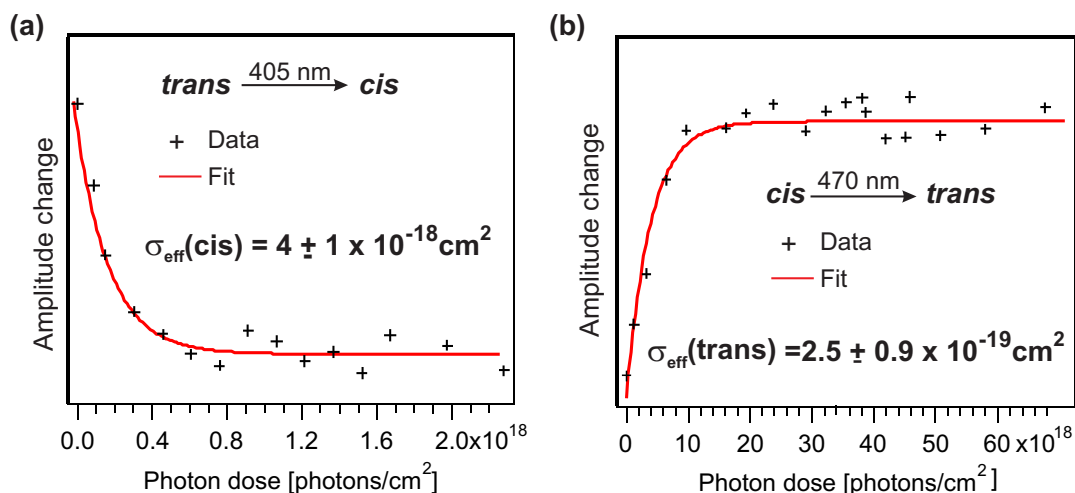 (a)
trans 405 nm cis
Data
Fit
σeff(cis) = 4 ± 1 x 10-18cm2
Amplitude change
0.0 0.4 0.8 1.2 1.6 2.0x1018
Photon dose [photons/cm2]
(b)
cis 470 nm trans
Data
Fit
σeff(trans) =2.5 ± 0.9 x 10-19cm2
Amplitude change
0 10 20 30 40 50 60 x1018
Photon dose [photons/cm2]